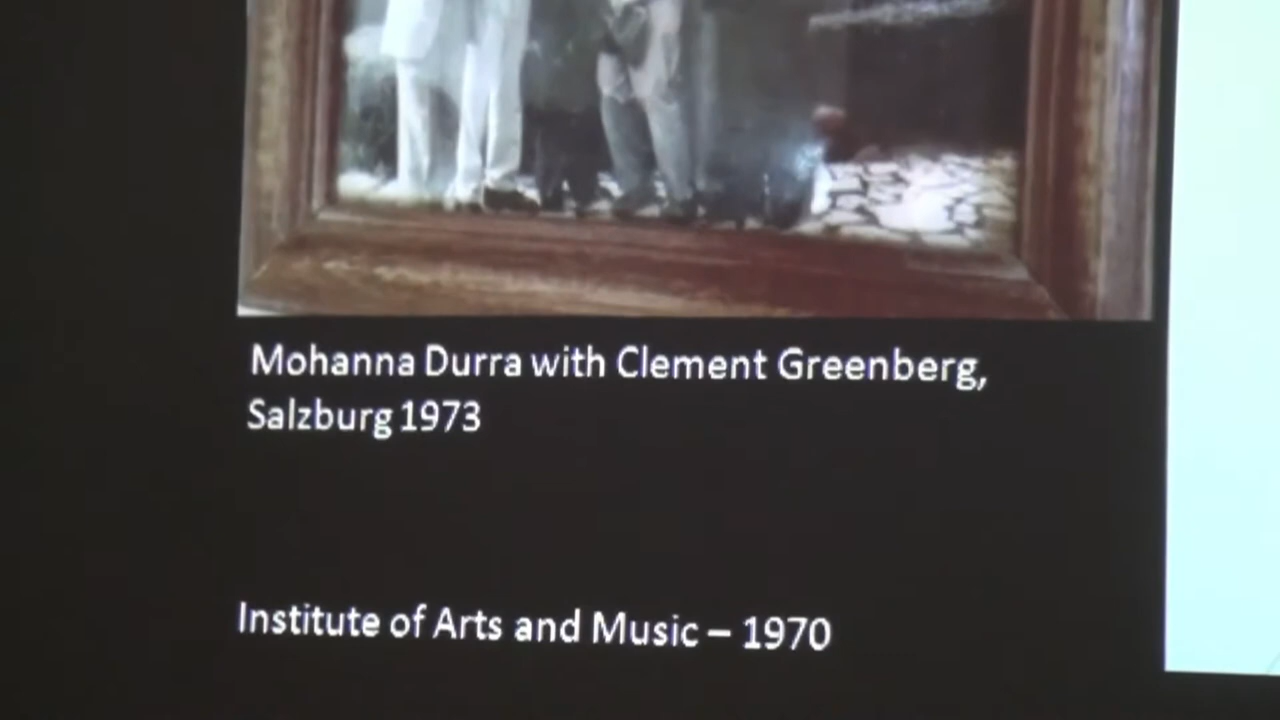 Mohanna Durra with Clement Greenberg,
Salzburg 1973
Institute of Arts and Music – 1970